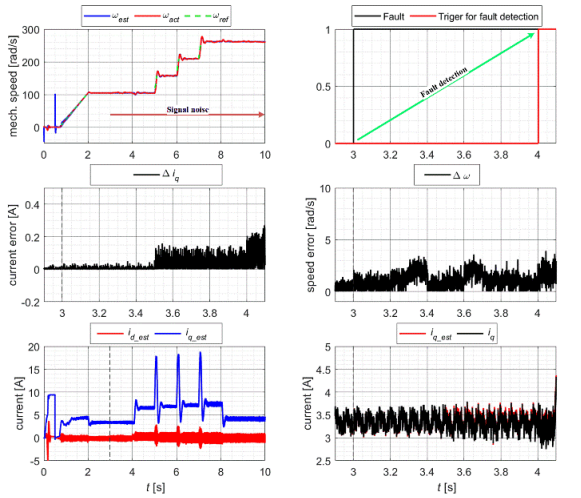 ω_est ω_act ω_ref
Fault Triger for fault detection
mech. speed [rad/s]
300
200
100
0
Signal noise
0 2 4 6 8 10
1
0.5
0
Fault detection
3 3.2 3.4 3.6 3.8 4
Δ i_q
Δ ω
current error [A]
0.4
0.2
0
-0.2
3 3.2 3.4 3.6 3.8 4
speed error [rad/s]
10
5
0
3 3.2 3.4 3.6 3.8 4
i_d_est i_q_est
i_q_est i_q
current [A]
20
15
10
5
0
-5
0 2 4 6 8 10
t [s]
current [A]
5
4.5
4
3.5
3
2.5
3 3.2 3.4 3.6 3.8 4
t [s]